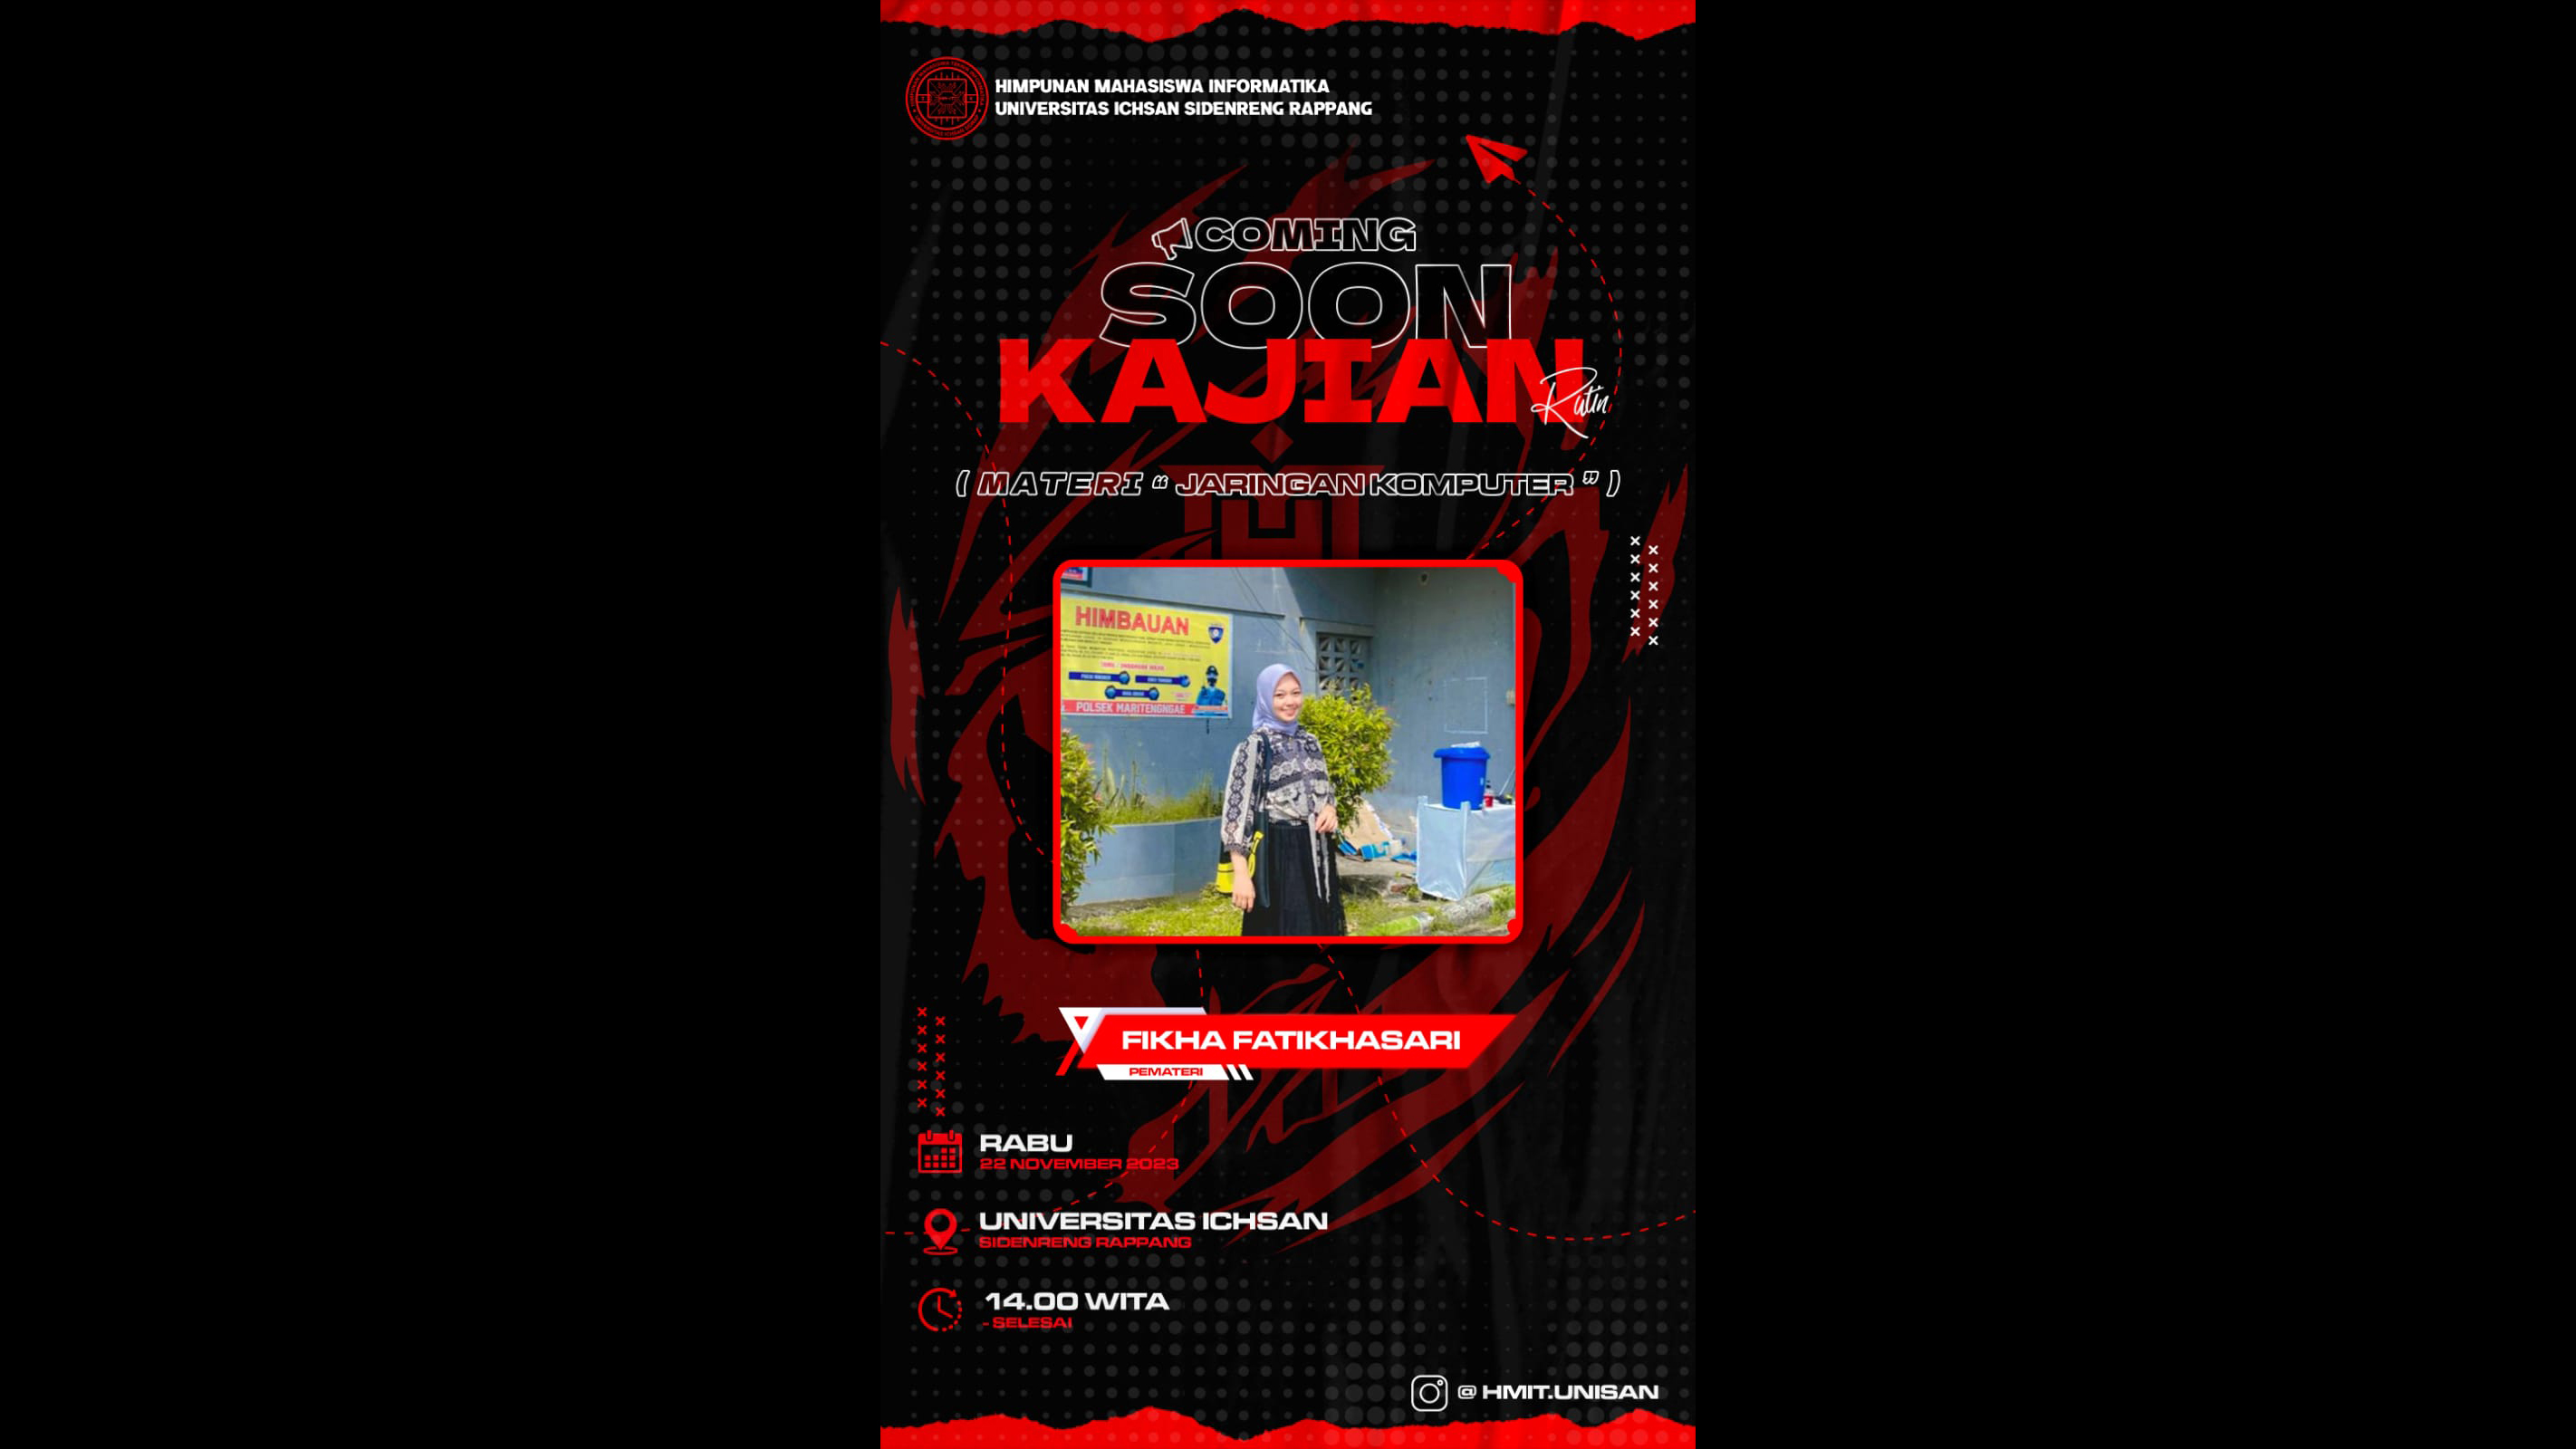 HIMPUNAN MAHASISWA INFORMATIKA
UNIVERSITAS ICHSAN SIDENRENG RAPPANG
COMING
SOON
KAJIAN
Rutin
( MATERI “ JARINGAN KOMPUTER ” )
HIMBAUAN
POLSEK MARITENGNGAE
FIKHA FATIKHASARI
PEMATERI
RABU
22 NOVEMBER 2023
UNIVERSITAS ICHSAN
SIDENRENG RAPPANG
14.00 WITA
- SELESAI
@ HMIT.UNISAN